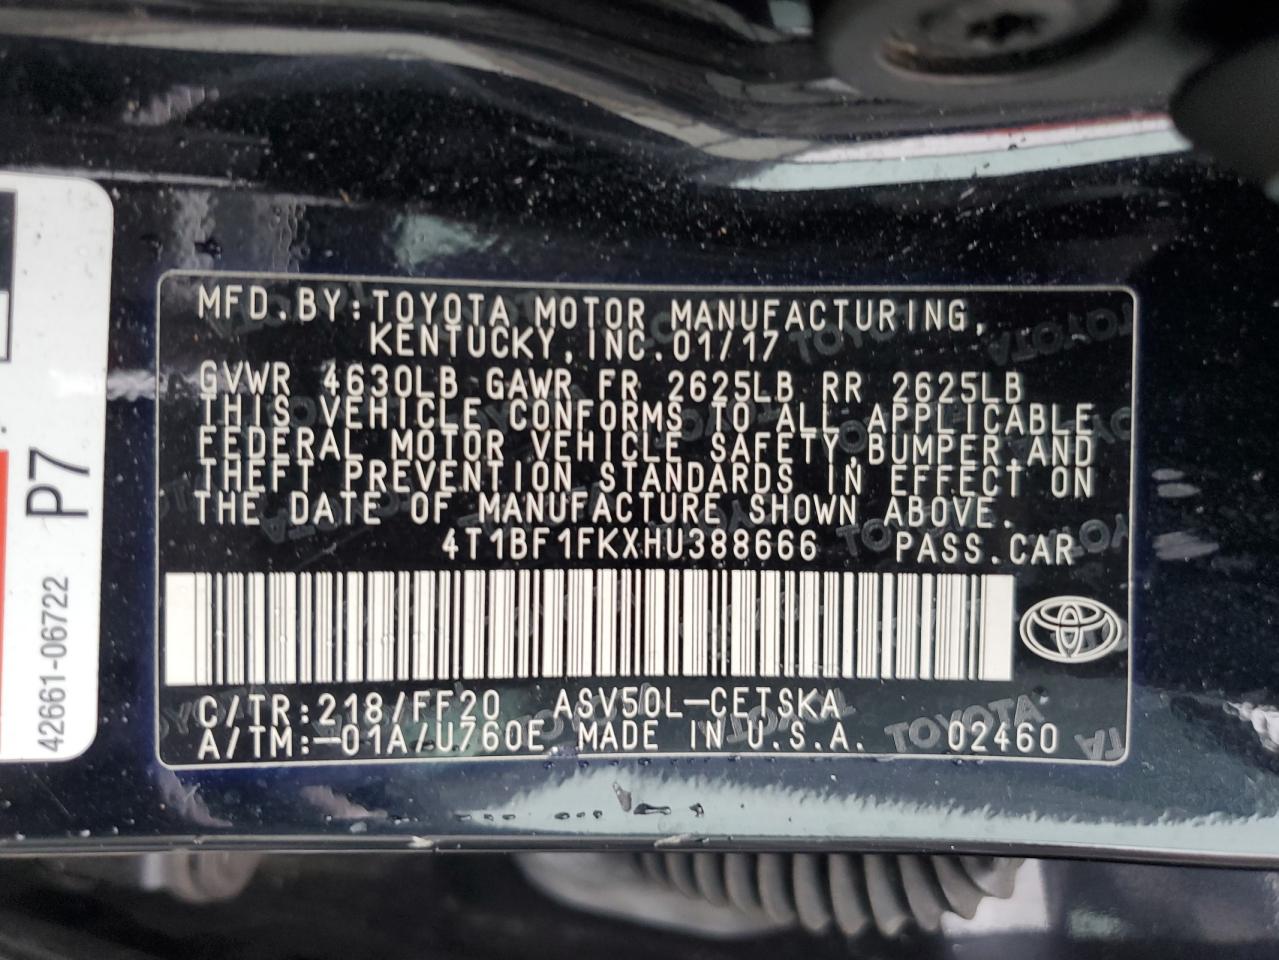 MFD.BY:TOYOTA MOTOR MANUFACTURING,
KENTUCKY,INC.01/17
GVWR 4630LB GAWR FR 2625LB RR 2625LB
THIS VEHICLE CONFORMS TO ALL APPLICABLE
FEDERAL MOTOR VEHICLE SAFETY,BUMPER,AND
THEFT PREVENTION STANDARDS IN EFFECT ON
THE DATE OF MANUFACTURE SHOWN ABOVE.
4T1BF1FKXHU388666 PASS.CAR
C/TR:218/FF20 ASV50L-CETSKA
A/TM:-01A/U760E MADE IN U.S.A. 02460
P7
42661-06722
TOYOTA